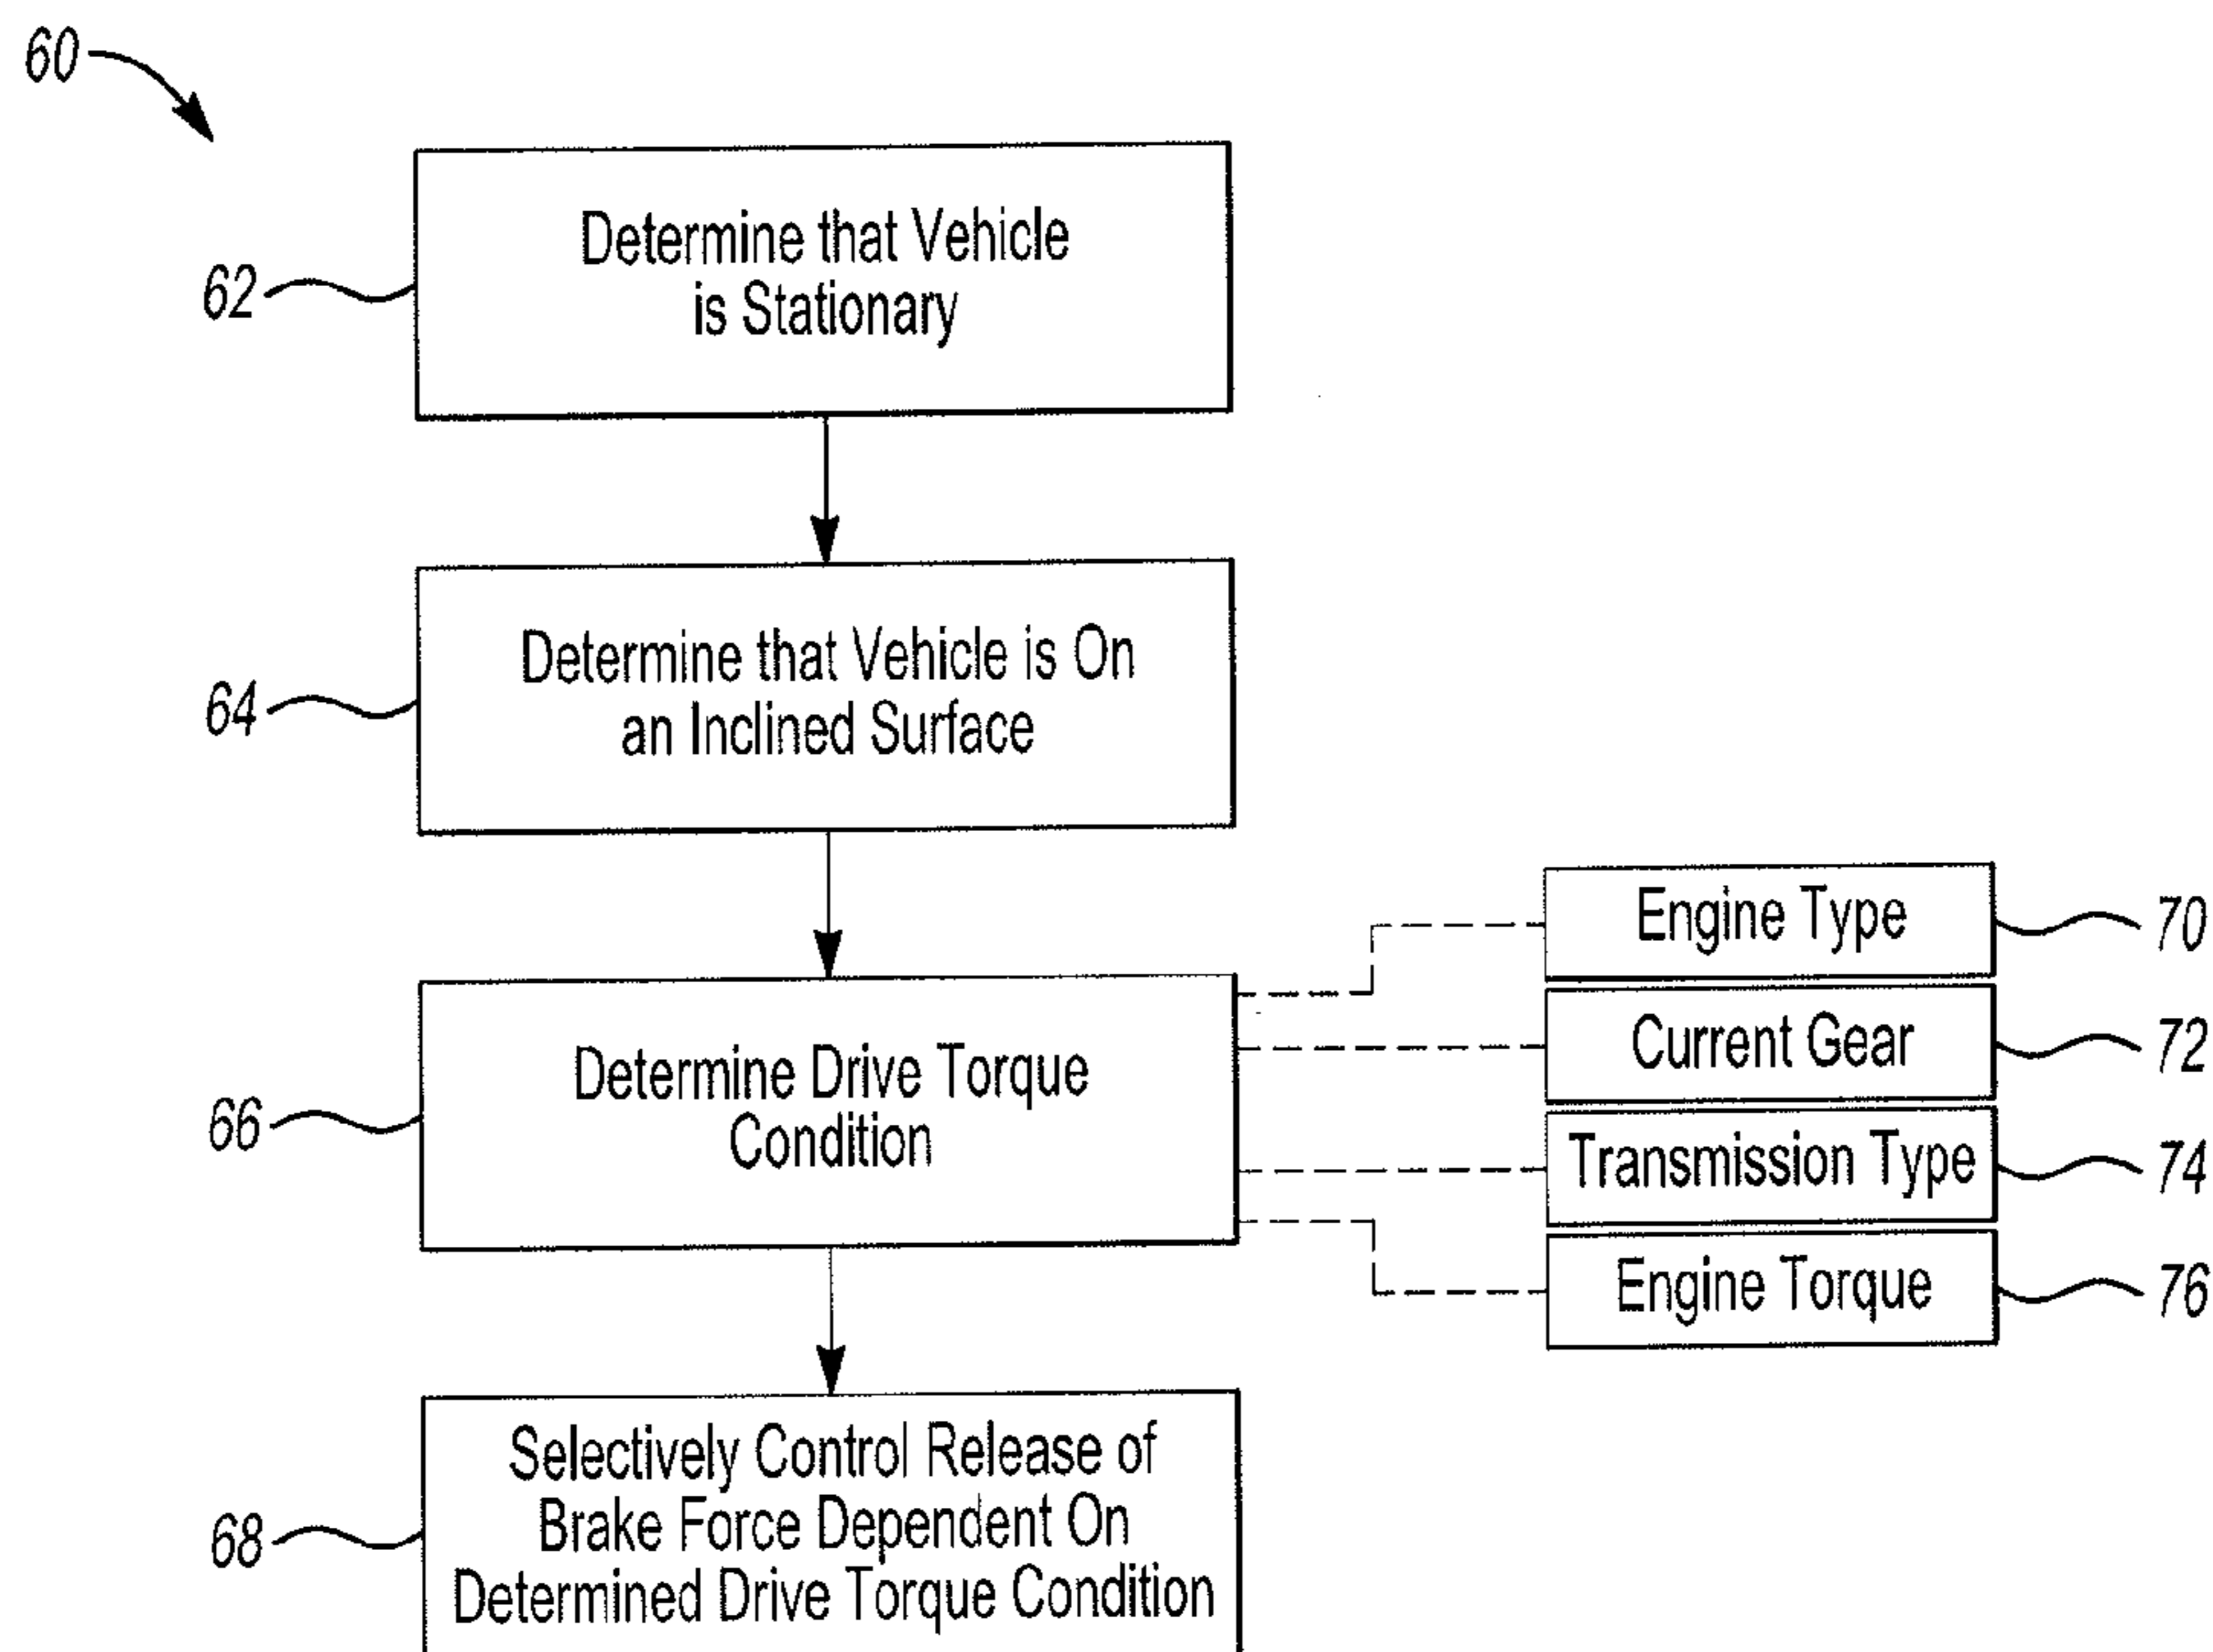 60
62
Determine that Vehicle
is Stationary
64
Determine that Vehicle is On
an Inclined Surface
66
Determine Drive Torque
Condition
Engine Type
70
Current Gear
72
Transmission Type
74
Engine Torque
76
68
Selectively Control Release of
Brake Force Dependent On
Determined Drive Torque Condition